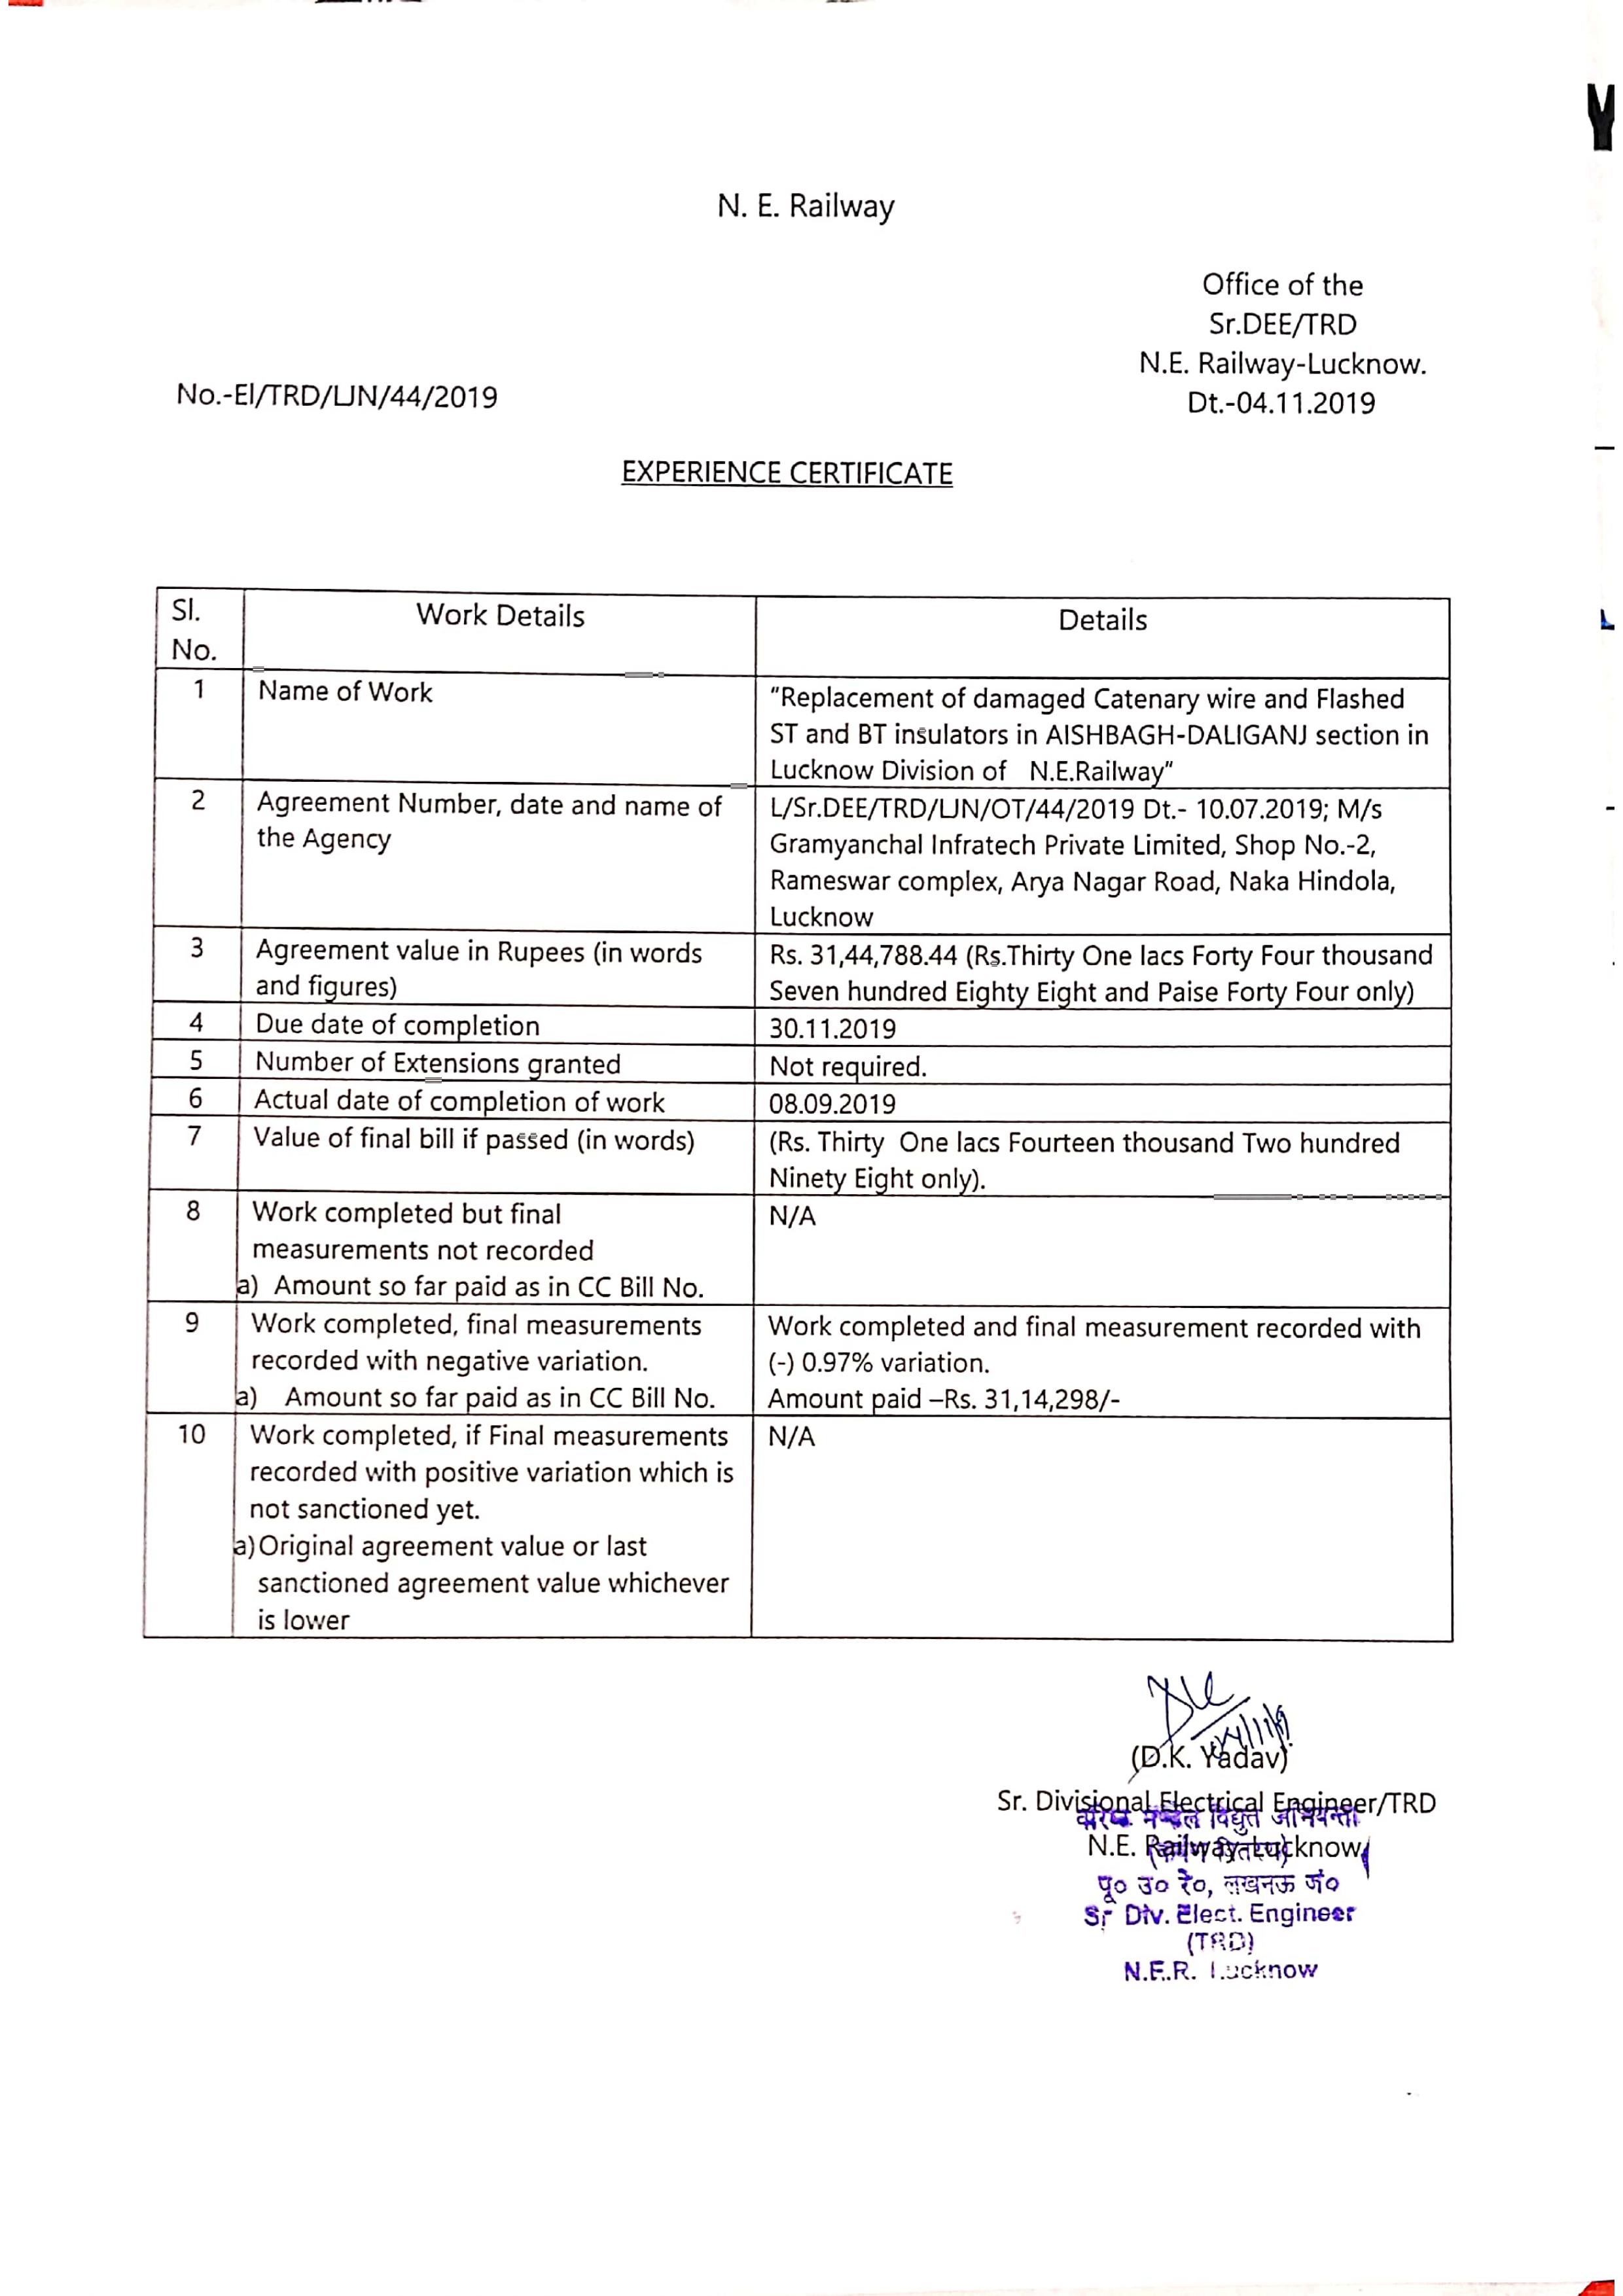 N. E. Railway
Office of the
Sr.DEE/TRD
N.E. Railway-Lucknow.
No.-El/TRD/LJN/44/2019
Dt.-04.11.2019
EXPERIENCE CERTIFICATE
Sl. No. Work Details Details
1 Name of Work "Replacement of damaged Catenary wire and Flashed
ST and BT insulators in AISHBAGH-DALIGANJ section in
Lucknow Division of N.E.Railway"
2 Agreement Number, date and name of L/Sr.DEE/TRD/LJN/OT/44/2019 Dt.- 10.07.2019; M/s
the Agency Gramyanchal Infratech Private Limited, Shop No.-2,
Rameswar complex, Arya Nagar Road, Naka Hindola,
Lucknow
3 Agreement value in Rupees (in words Rs. 31,44,788.44 (Rs.Thirty One lacs Forty Four thousand
and figures) Seven hundred Eighty Eight and Paise Forty Four only)
4 Due date of completion 30.11.2019
5 Number of Extensions granted Not required.
6 Actual date of completion of work 08.09.2019
7 Value of final bill if passed (in words) (Rs. Thirty One lacs Fourteen thousand Two hundred
Ninety Eight only).
8 Work completed but final N/A
measurements not recorded
a) Amount so far paid as in CC Bill No.
9 Work completed, final measurements Work completed and final measurement recorded with
recorded with negative variation. (-) 0.97% variation.
a) Amount so far paid as in CC Bill No. Amount paid –Rs. 31,14,298/-
10 Work completed, if Final measurements N/A
recorded with positive variation which is
not sanctioned yet.
a) Original agreement value or last
sanctioned agreement value whichever
is lower
(D.K. Yadav)
Sr. Divisional Electrical Engineer/TRD
मण्डल विद्युत अभियन्ता
N.E. Railway-Lucknow
पू० उ० रे०, लखनऊ जं०
Sr Div. Elect. Engineer
(TRD)
N.E.R. Lucknow